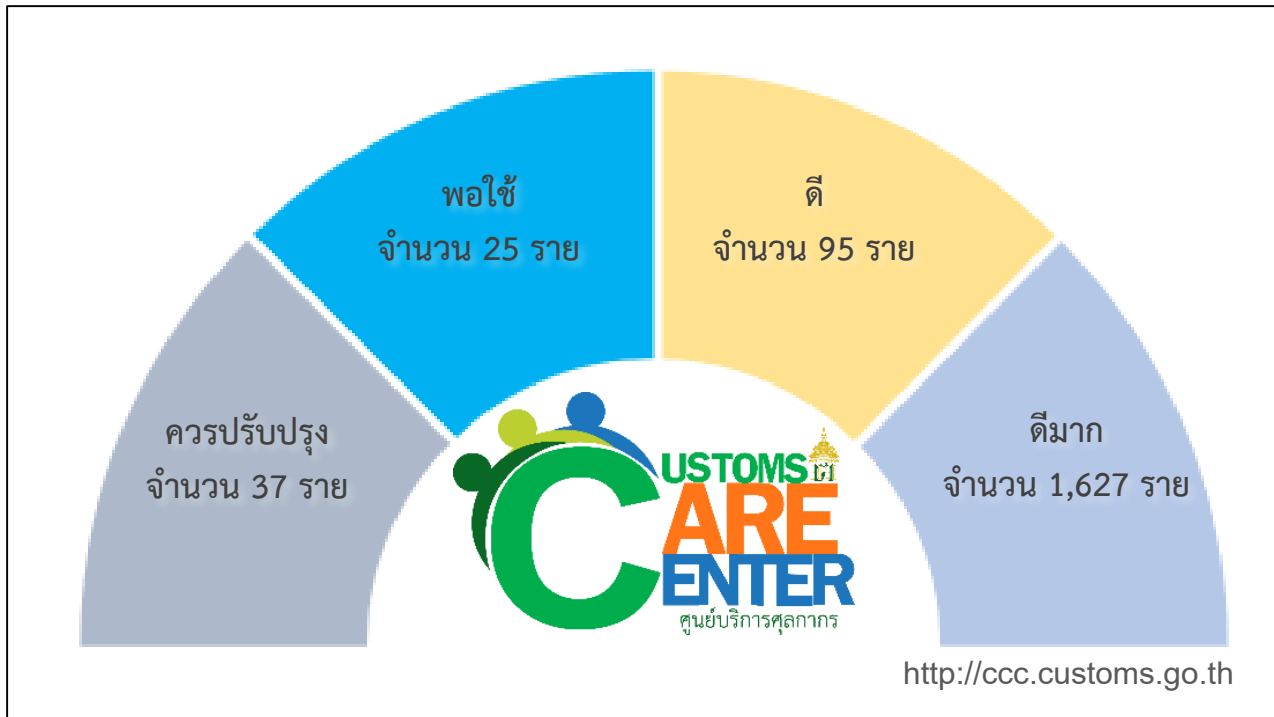 พอใช้
จำนวน 25 ราย
ดี
จำนวน 95 ราย
ควรปรับปรุง
จำนวน 37 ราย
ดีมาก
จำนวน 1,627 ราย
CUSTOMS
CARE
CENTER
ศูนย์บริการศุลกากร
http://ccc.customs.go.th